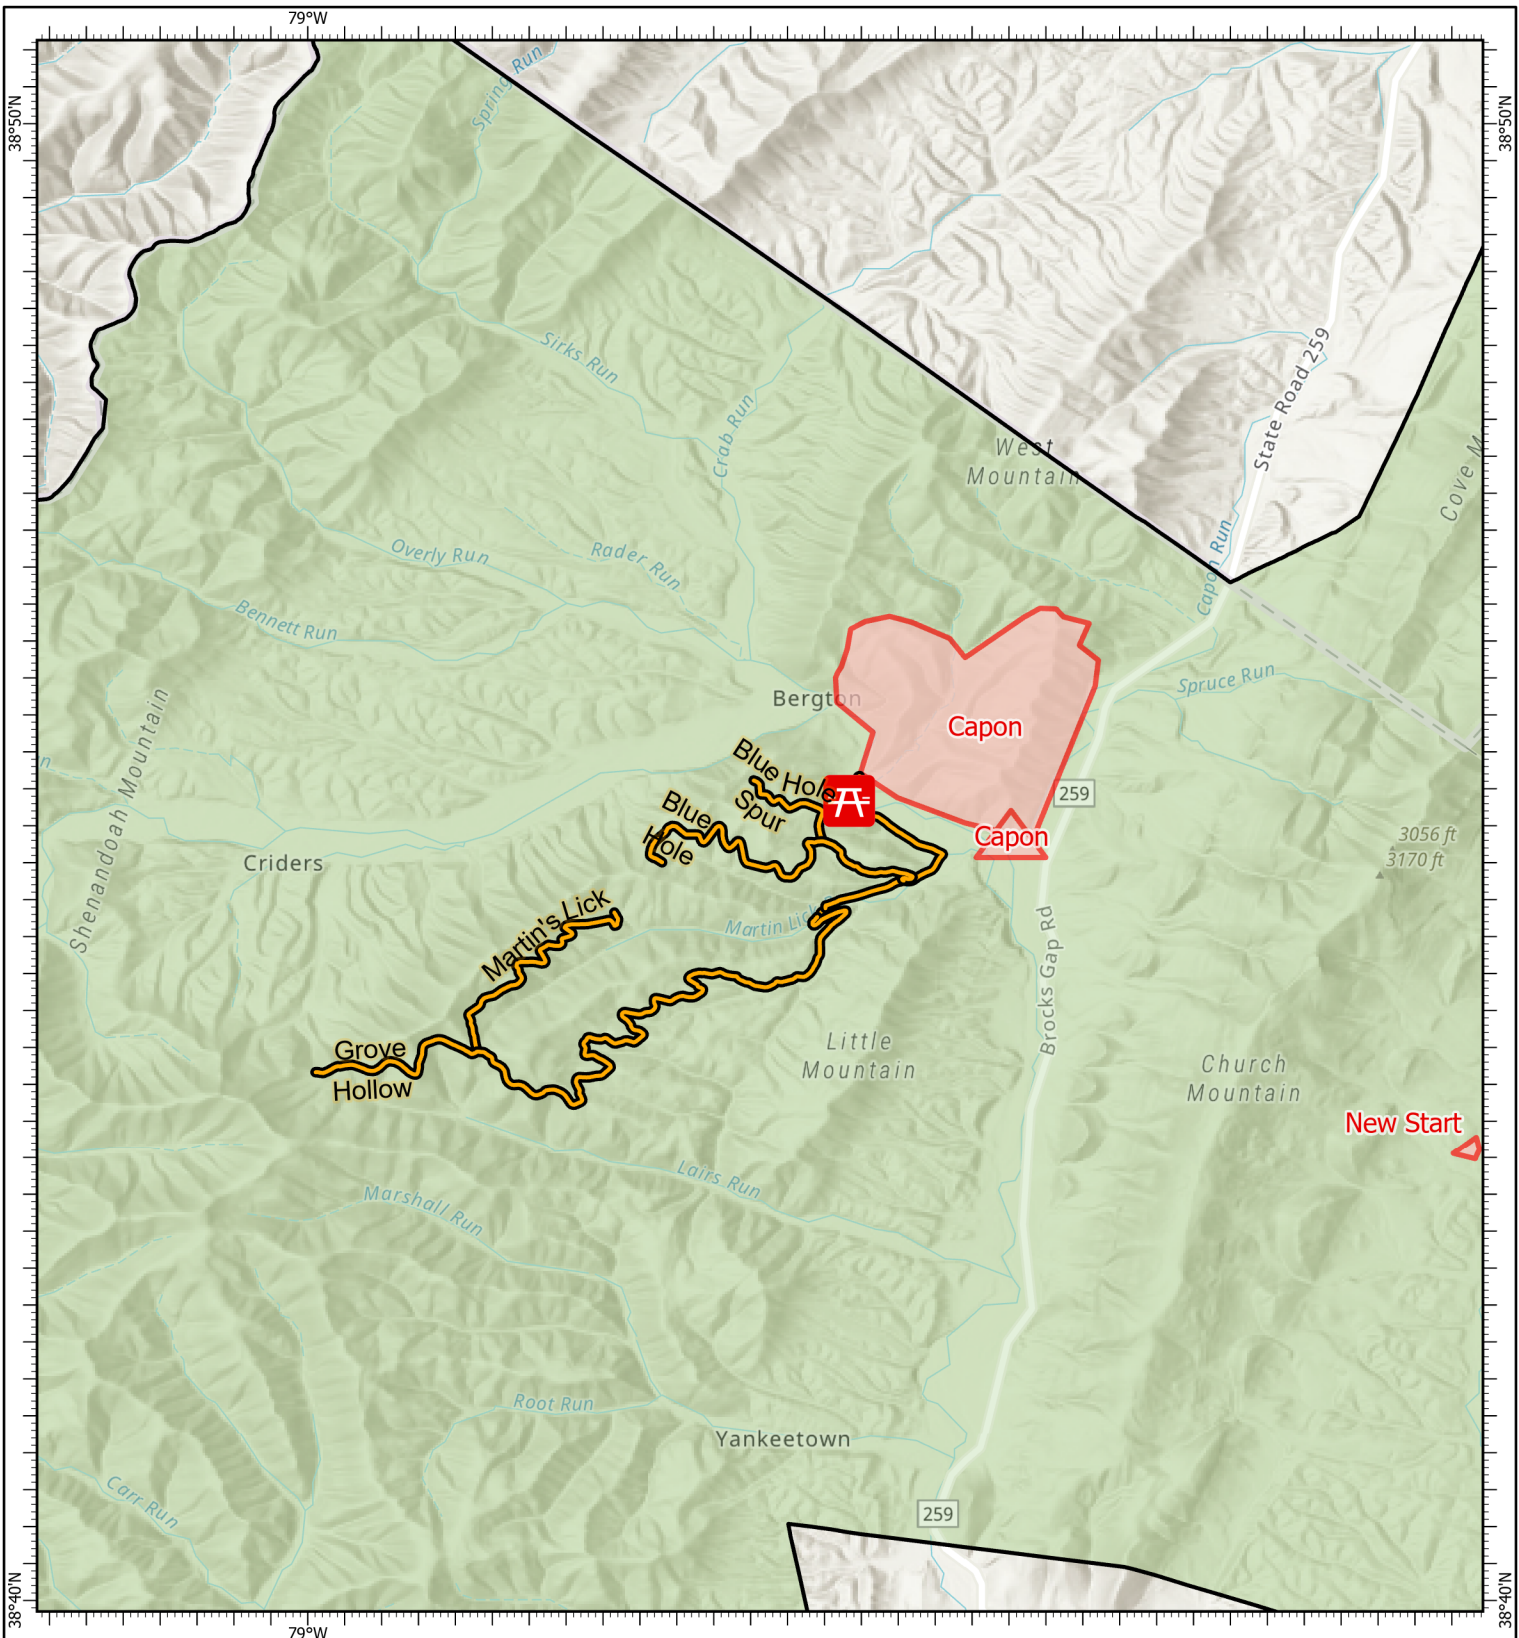 79°W
38°50'N
38°50'N
Spring Run
Sirks Run
State Road 259
Crab Run
West
Mountain
Cove M
Overly Run
Rader Run
Capon Run
Bennett Run
Spruce Run
Bergton
Capon
Shenandoah Mountain
n
Blue Hole
Spur
259
Blue
Hole
Capon
3056 ft
3170 ft
Criders
Martin's Lick
Martin Lick
Brocks Gap Rd
Grove
Hollow
Little
Mountain
Church
Mountain
New Start
Lairs Run
Marshall Run
Root Run
Yankeetown
Carr Run
259
38°40'N
38°40'N
79°W